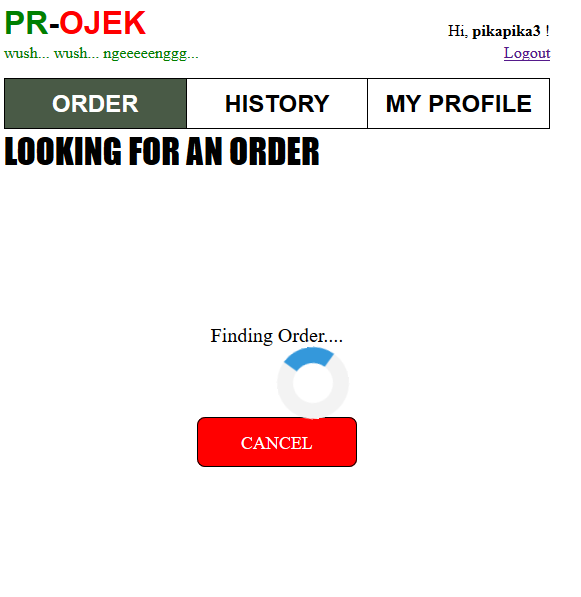 PR-OJEK
wush... wush... ngeeeeenggg...
Hi, pikapika3 !
Logout
ORDER HISTORY MY PROFILE
LOOKING FOR AN ORDER
Finding Order....
CANCEL